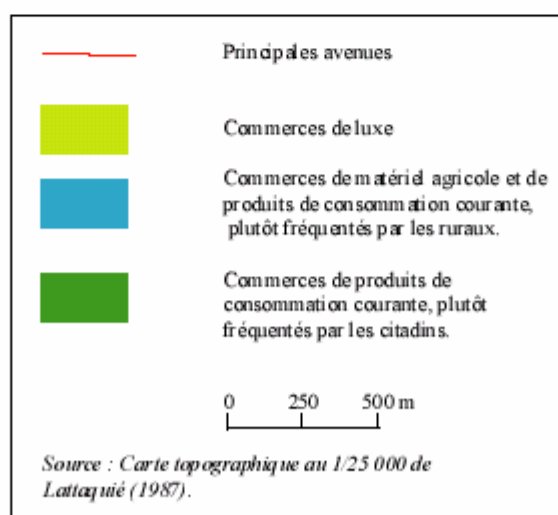 Principales avenues
Commerces de luxe
Commerces de matériel agricole et de
produits de consommation courante,
plutôt fréquentés par les ruraux.
Commerces de produits de
consommation courante, plutôt
fréquentés par les citadins.
0 250 500 m
Source : Carte topographique au 1/25 000 de
Lattaquié (1987).